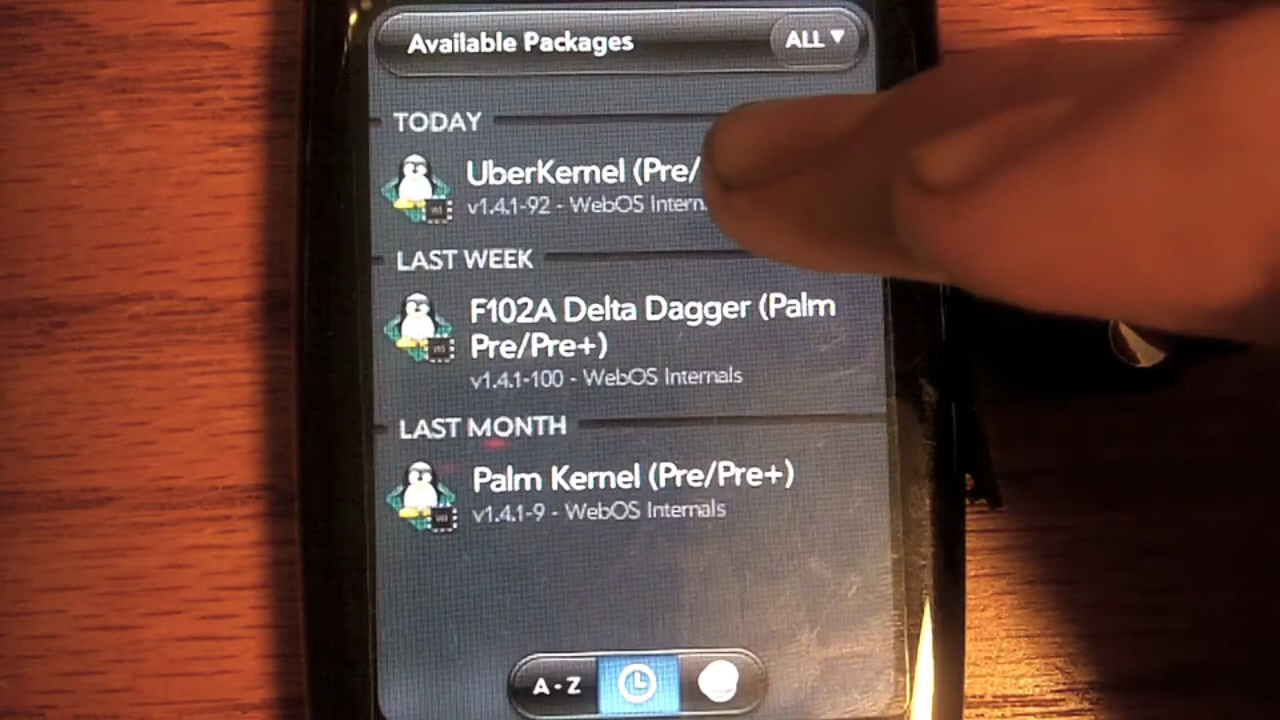 Available Packages
ALL
TODAY
UberKernel (Pre/
v1.4.1-92 - WebOS Intern
LAST WEEK
F102A Delta Dagger (Palm
Pre/Pre+)
v1.4.1-100 - WebOS Internals
LAST MONTH
Palm Kernel (Pre/Pre+)
v1.4.1-9 - WebOS Internals
A-Z